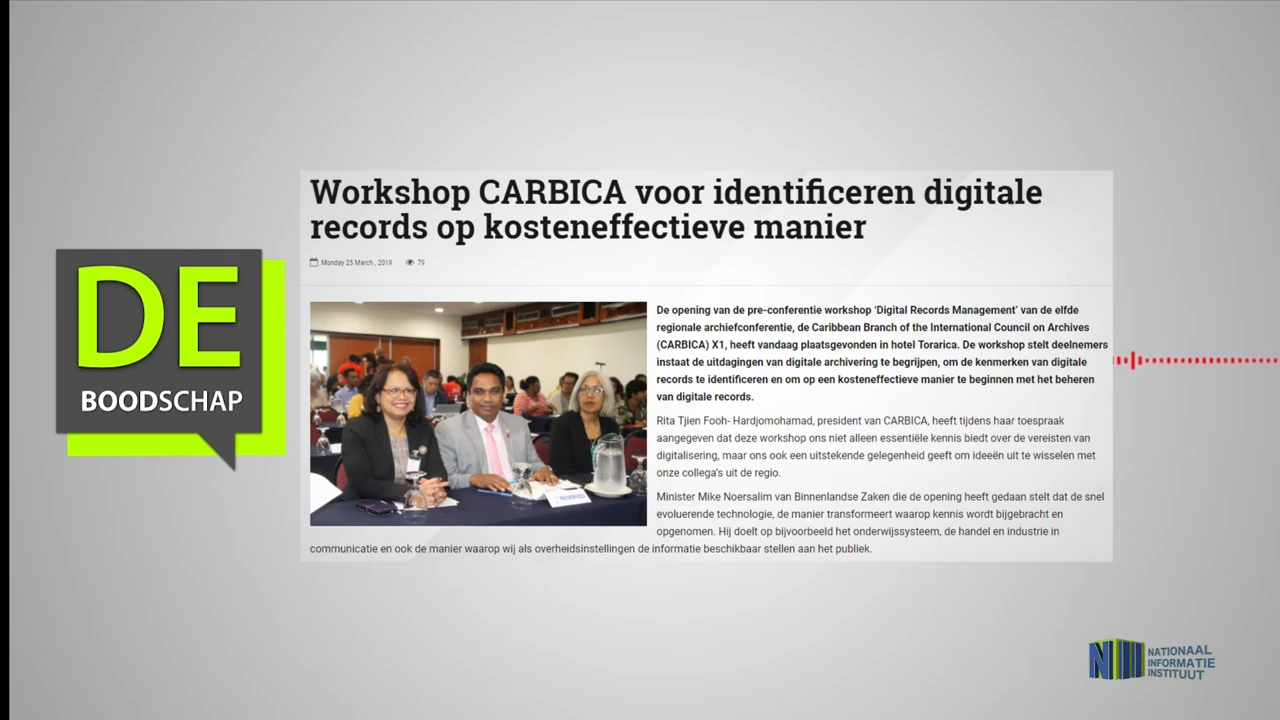 DE
BOODSCHAP
Workshop CARBICA voor identificeren digitale
records op kosteneffectieve manier
Monday 25 March , 2019 79
De opening van de pre-conferentie workshop 'Digital Records Management' van de elfde
regionale archiefconferentie, de Caribbean Branch of the International Council on Archives
(CARBICA) X1, heeft vandaag plaatsgevonden in hotel Torarica. De workshop stelt deelnemers
instaat de uitdagingen van digitale archivering te begrijpen, om de kenmerken van digitale
records te identificeren en om op een kosteneffectieve manier te beginnen met het beheren
van digitale records.
Rita Tjien Fooh- Hardjomohamad, president van CARBICA, heeft tijdens haar toespraak
aangegeven dat deze workshop ons niet alleen essentiële kennis biedt over de vereisten van
digitalisering, maar ons ook een uitstekende gelegenheid geeft om ideeën uit te wisselen met
onze collega's uit de regio.
Minister Mike Noersalim van Binnenlandse Zaken die de opening heeft gedaan stelt dat de snel
evoluerende technologie, de manier transformeert waarop kennis wordt bijgebracht en
opgenomen. Hij doelt op bijvoorbeeld het onderwijssysteem, de handel en industrie in
communicatie en ook de manier waarop wij als overheidsinstellingen de informatie beschikbaar stellen aan het publiek.
RESERVED
NII
NATIONAAL
INFORMATIE
INSTITUUT